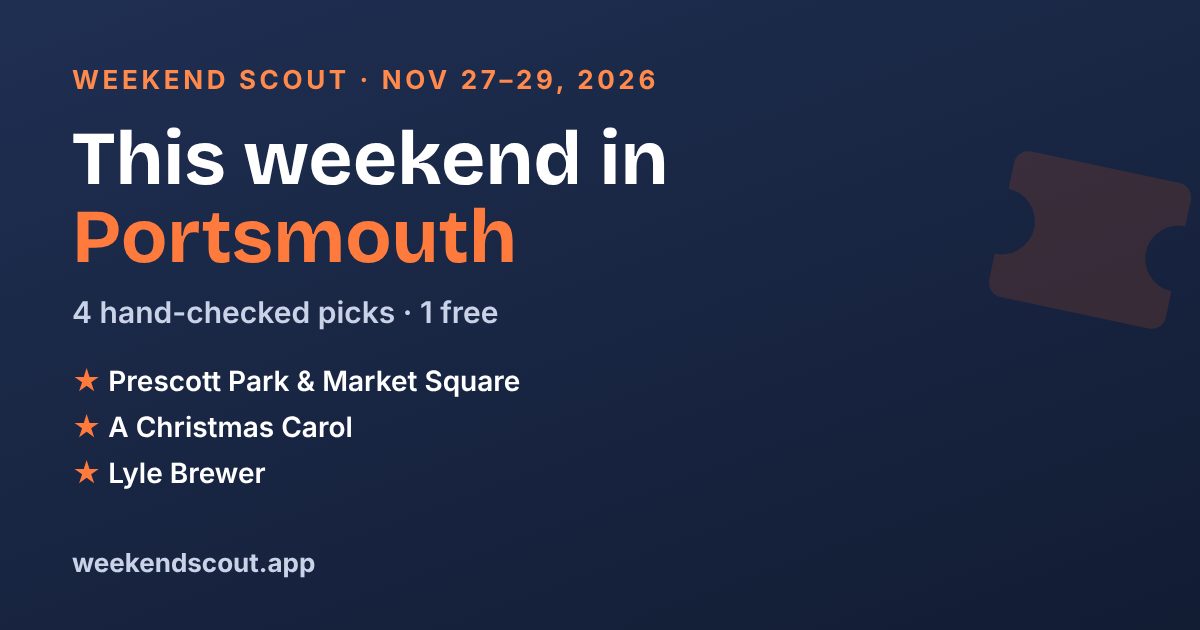 WEEKEND SCOUT · NOV 27–29, 2026
This weekend in
Portsmouth
4 hand-checked picks · 1 free
★ Prescott Park & Market Square
★ A Christmas Carol
★ Lyle Brewer
weekendscout.app